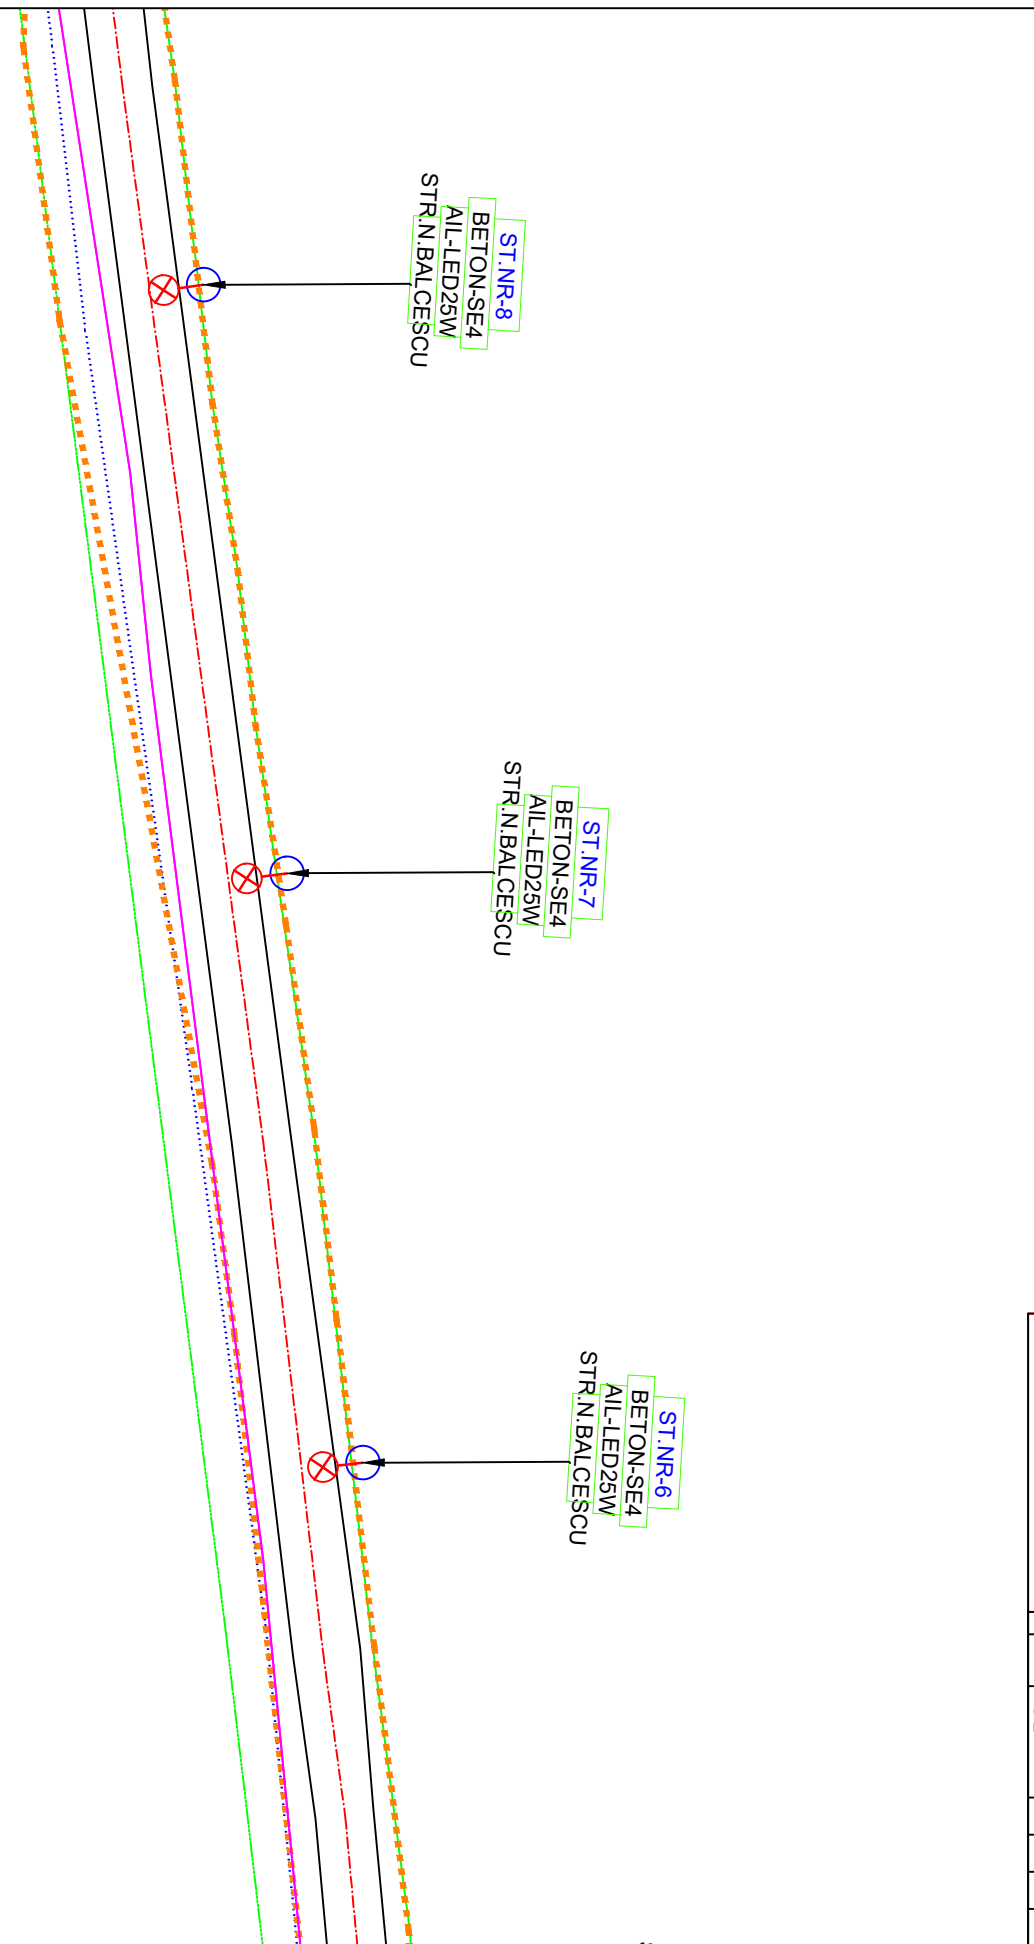 ST.NR-8
BETON-SE4
AIL-LED25W
STR.N.BALCESCU
ST.NR-7
BETON-SE4
AIL-LED25W
STR.N.BALCESCU
ST.NR-6
BETON-SE4
AIL-LED25W
STR.N.BALCESCU